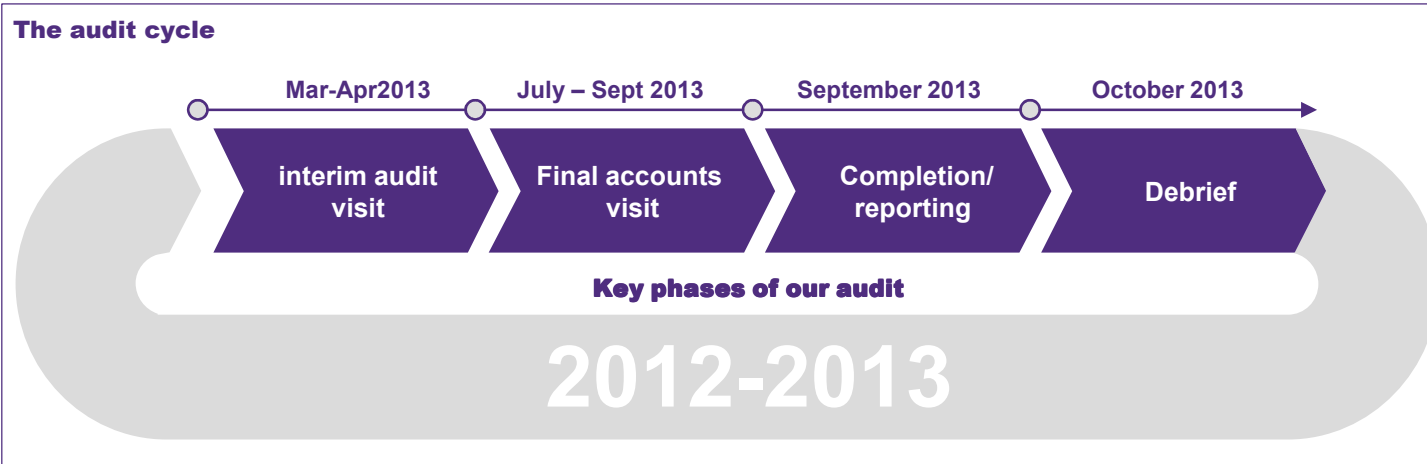 The audit cycle
Mar-Apr2013
July – Sept 2013
September 2013
October 2013
interim audit
visit
Final accounts
visit
Completion/
reporting
Debrief
Key phases of our audit
2012-2013